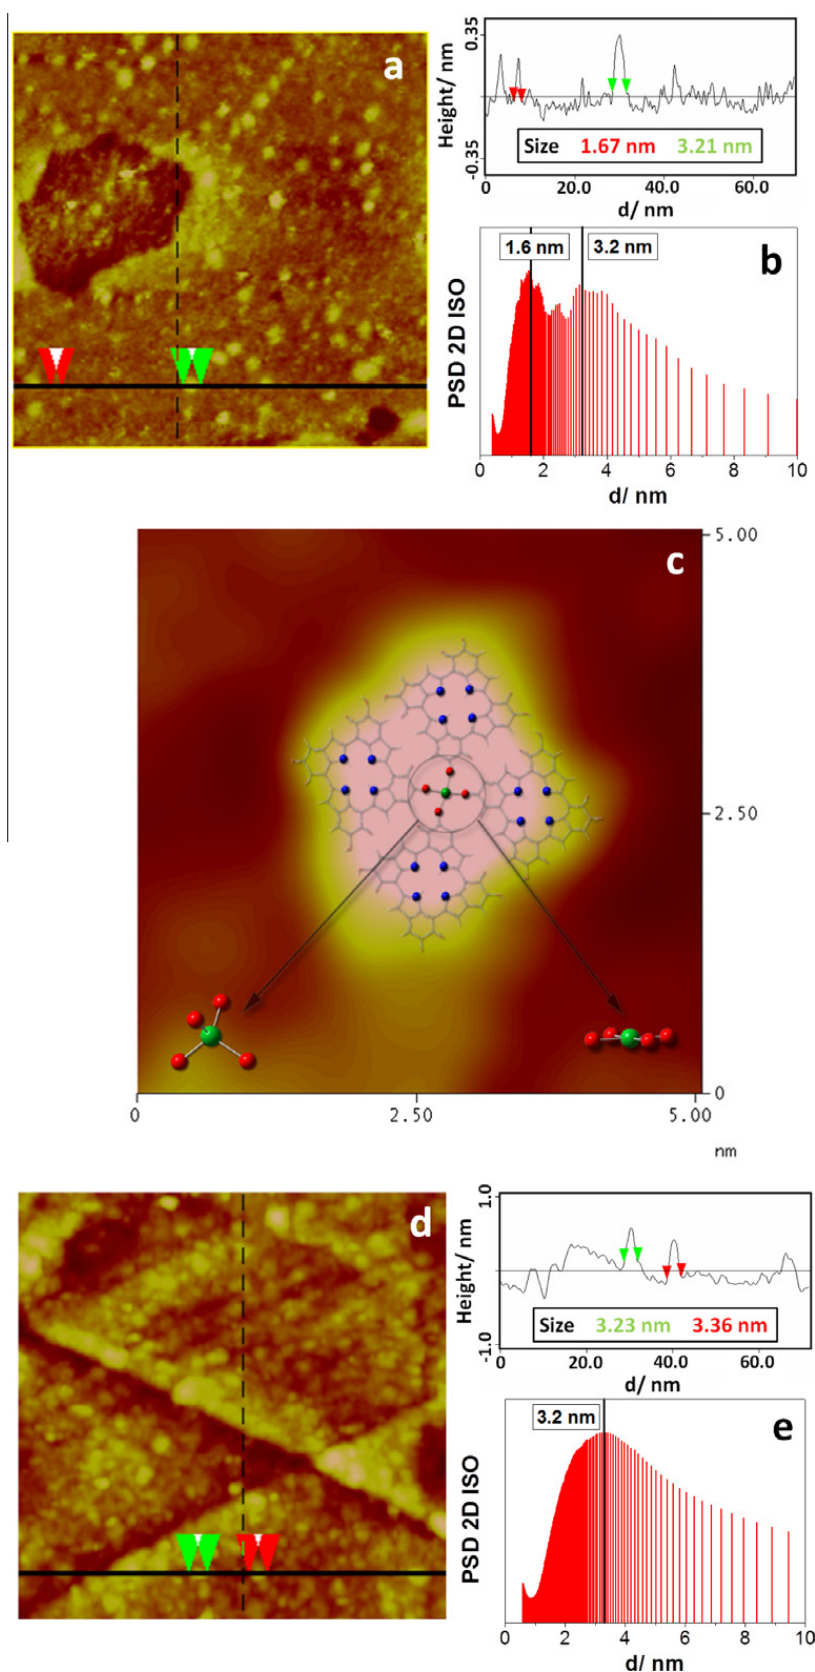 a
0.35
Height/ nm
-0.35
Size 1.67 nm 3.21 nm
0 20.0 40.0 60.0
d/ nm
b
1.6 nm 3.2 nm
PSD 2D ISO
0 2 4 6 8 10
d/ nm
c
5.00
2.50
0
0 2.50 5.00
nm
d
1.0
Height/ nm
-1.0
Size 3.23 nm 3.36 nm
0 20.0 40.0 60.0
d/ nm
e
3.2 nm
PSD 2D ISO
0 2 4 6 8 10
d/ nm